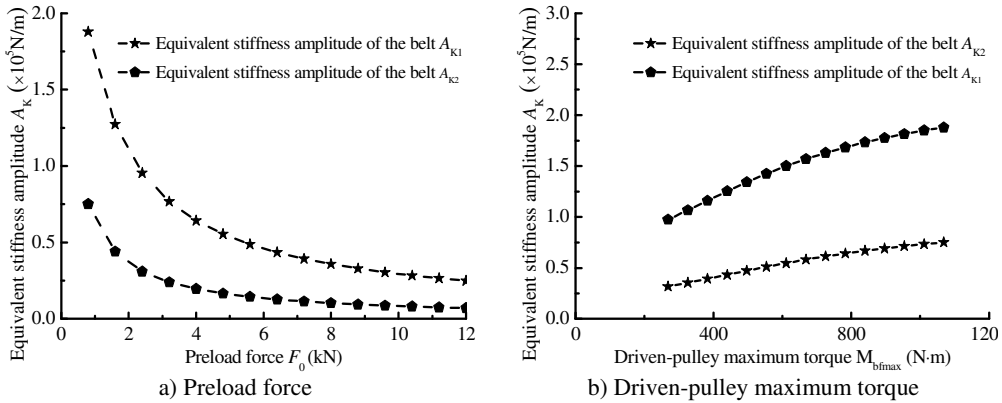 2.0
1.5
1.0
0.5
0.0
0
2
4
6
8
10
12
Equivalent stiffness amplitude A_K (×10^5N/m)
Equivalent stiffness amplitude of the belt A_K1
Equivalent stiffness amplitude of the belt A_K2
Preload force F_0 (kN)
a) Preload force
3.0
2.5
2.0
1.5
1.0
0.5
0.0
0
400
800
120
Equivalent stiffness amplitude A_K (×10^5N/m)
Equivalent stiffness amplitude of the belt A_K2
Equivalent stiffness amplitude of the belt A_K1
Driven-pulley maximum torque M_bfmax (N·m)
b) Driven-pulley maximum torque